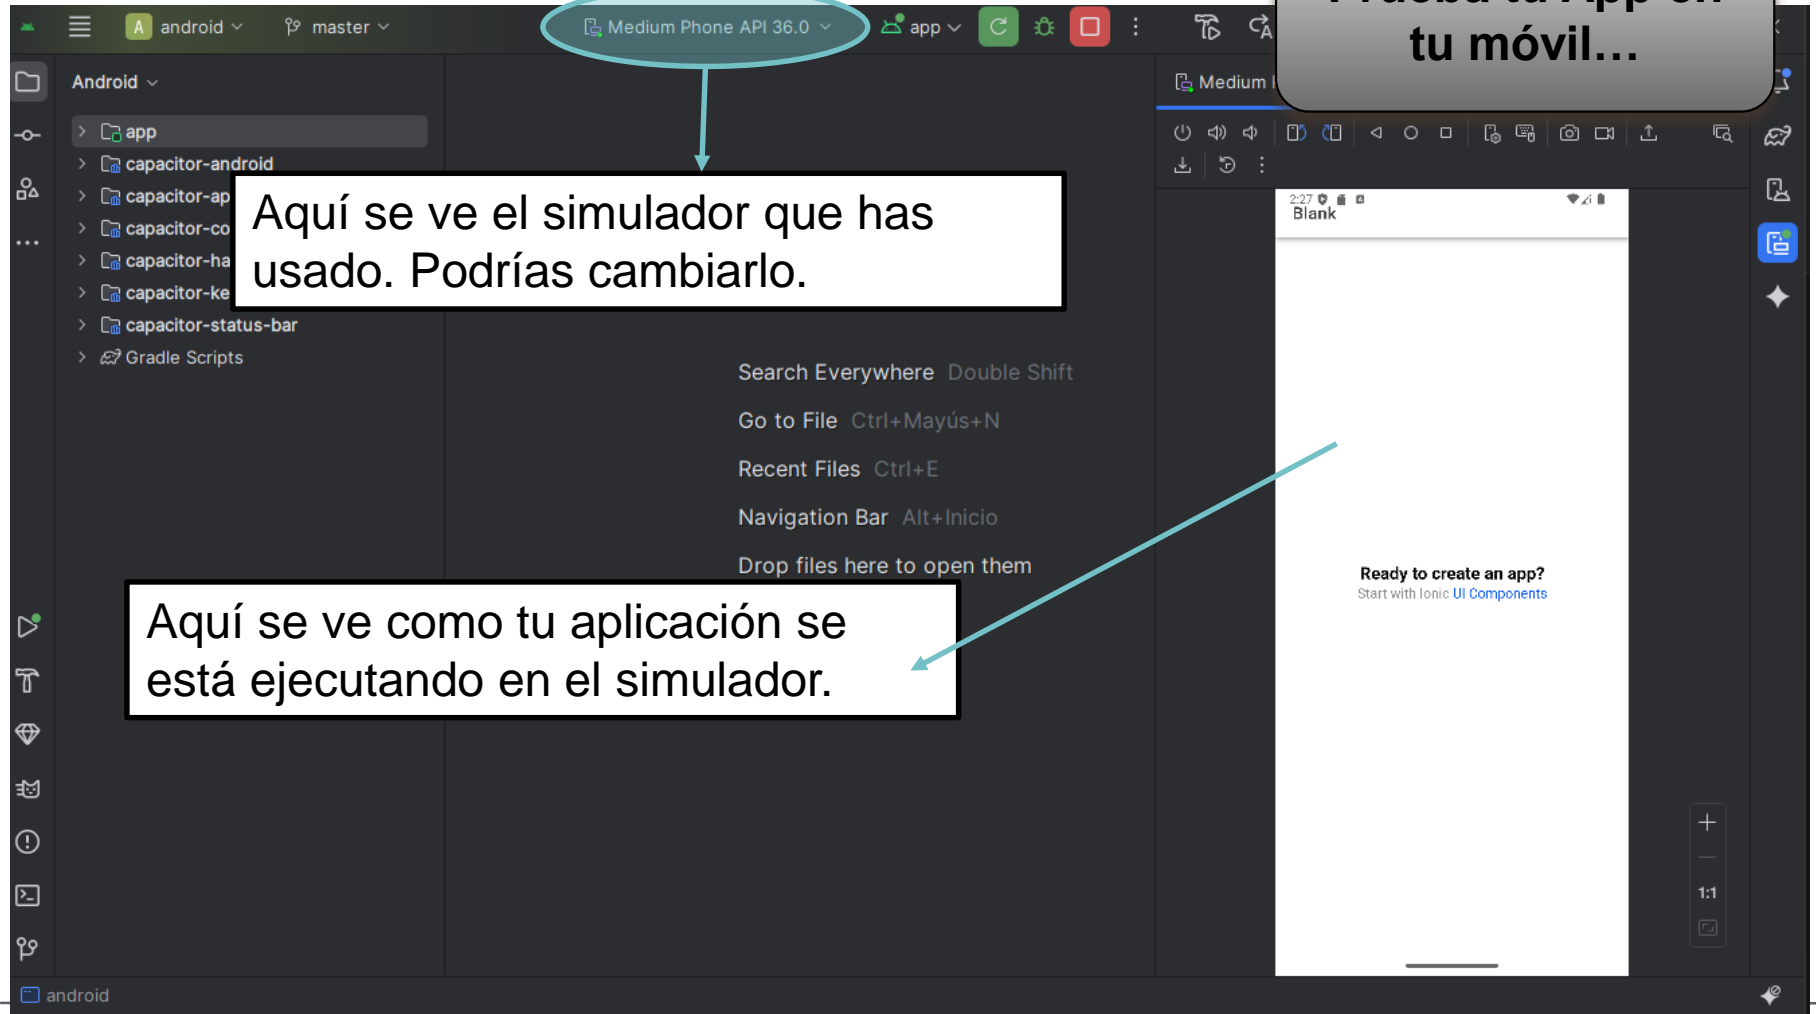 Prueba tu App en
tu móvil...
A android master Medium Phone API 36.0 app
Android
Medium
app
capacitor-android
capacitor-ap
capacitor-co
capacitor-ha
capacitor-ke
capacitor-status-bar
Gradle Scripts
Aquí se ve el simulador que has
usado. Podrías cambiarlo.
2:27
Blank
Search Everywhere Double Shift
Go to File Ctrl+Mayús+N
Recent Files Ctrl+E
Navigation Bar Alt+Inicio
Drop files here to open them
Ready to create an app?
Start with Ionic UI Components
Aquí se ve como tu aplicación se
está ejecutando en el simulador.
1:1
android